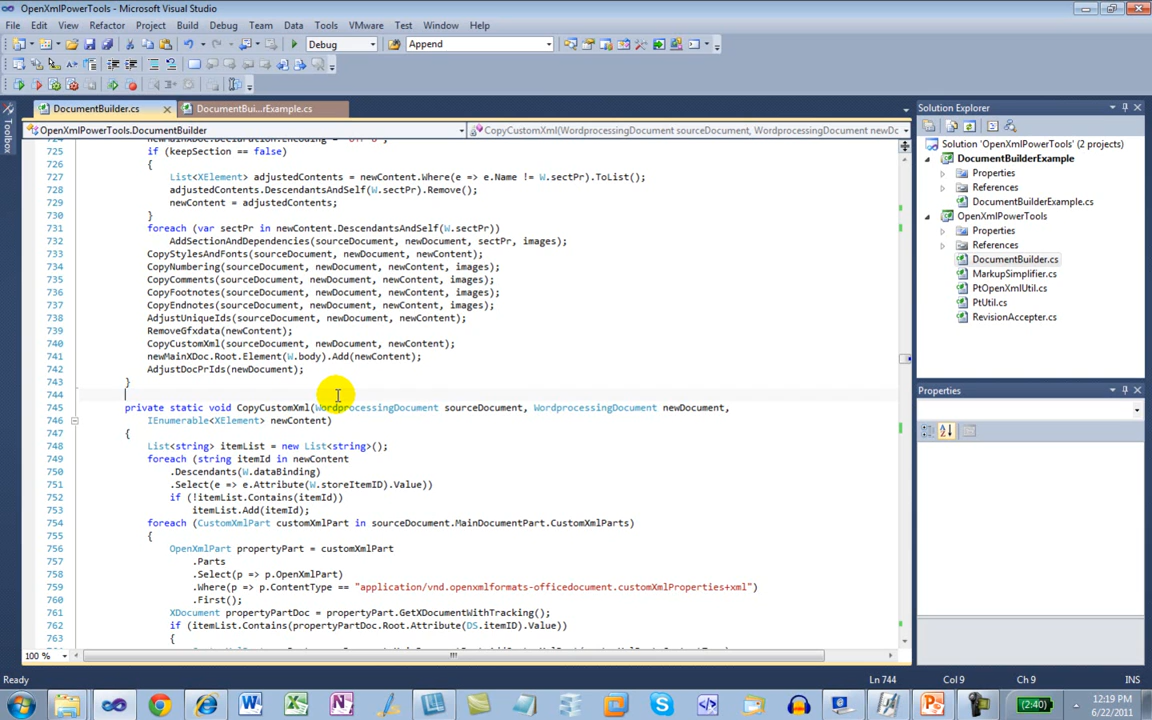 OpenXmlPowerTools - Microsoft Visual Studio
File Edit View Refactor Project Build Debug Team Data Tools VMware Test Window Help
Debug Append
DocumentBuilder.cs DocumentBui...rExample.cs
OpenXmlPowerTools.DocumentBuilder CopyCustomXml(WordprocessingDocument sourceDocument, WordprocessingDocument newDoc
Toolbox
725 if (keepSection == false)
726 {
727 List<XElement> adjustedContents = newContent.Where(e => e.Name != W.sectPr).ToList();
728 adjustedContents.DescendantsAndSelf(W.sectPr).Remove();
729 newContent = adjustedContents;
730 }
731 foreach (var sectPr in newContent.DescendantsAndSelf(W.sectPr))
732 AddSectionAndDependencies(sourceDocument, newDocument, sectPr, images);
733 CopyStylesAndFonts(sourceDocument, newDocument, newContent);
734 CopyNumbering(sourceDocument, newDocument, newContent, images);
735 CopyComments(sourceDocument, newDocument, newContent, images);
736 CopyFootnotes(sourceDocument, newDocument, newContent, images);
737 CopyEndnotes(sourceDocument, newDocument, newContent, images);
738 AdjustUniqueIds(sourceDocument, newDocument, newContent);
739 RemoveGfxdata(newContent);
740 CopyCustomXml(sourceDocument, newDocument, newContent);
741 newMainXDoc.Root.Element(W.body).Add(newContent);
742 AdjustDocPrIds(newDocument);
743 }
744
745 private static void CopyCustomXml(WordprocessingDocument sourceDocument, WordprocessingDocument newDocument,
746 IEnumerable<XElement> newContent)
747 {
748 List<string> itemList = new List<string>();
749 foreach (string itemId in newContent
750 .Descendants(W.dataBinding)
751 .Select(e => e.Attribute(W.storeItemID).Value))
752 if (!itemList.Contains(itemId))
753 itemList.Add(itemId);
754 foreach (CustomXmlPart customXmlPart in sourceDocument.MainDocumentPart.CustomXmlParts)
755 {
756 OpenXmlPart propertyPart = customXmlPart
757 .Parts
758 .Select(p => p.OpenXmlPart)
759 .Where(p => p.ContentType == "application/vnd.openxmlformats-officedocument.customXmlProperties+xml")
760 .First();
761 XDocument propertyPartDoc = propertyPart.GetXDocumentWithTracking();
762 if (itemList.Contains(propertyPartDoc.Root.Attribute(DS.itemID).Value))
763 {
100 %
Solution Explorer
Solution 'OpenXmlPowerTools' (2 projects)
DocumentBuilderExample
Properties
References
DocumentBuilderExample.cs
OpenXmlPowerTools
Properties
References
DocumentBuilder.cs
MarkupSimplifier.cs
PtOpenXmlUtil.cs
PtUtil.cs
RevisionAccepter.cs
Properties
Ready Ln 744 Col 9 Ch 9 INS
(2:40) 12:19 PM
6/22/2011